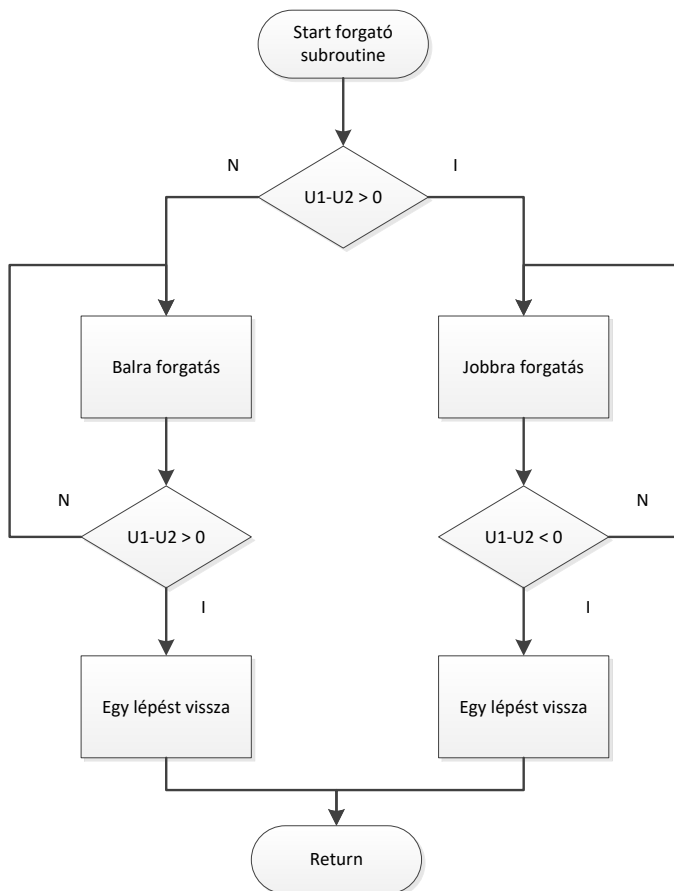 Start forgató
subroutine
N
I
U1-U2 > 0
Balra forgatás
Jobbra forgatás
N
N
U1-U2 > 0
U1-U2 < 0
I
I
Egy lépést vissza
Egy lépést vissza
Return